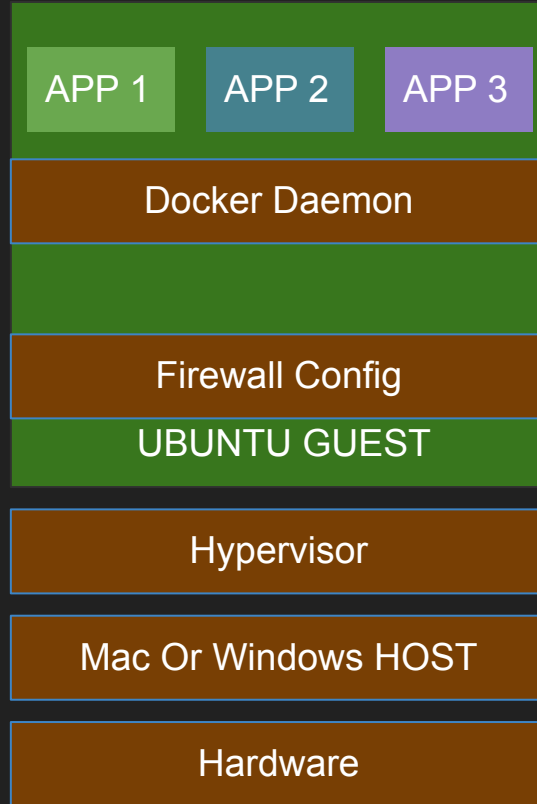 APP 1 APP 2 APP 3
Docker Daemon
Firewall Config
UBUNTU GUEST
Hypervisor
Mac Or Windows HOST
Hardware